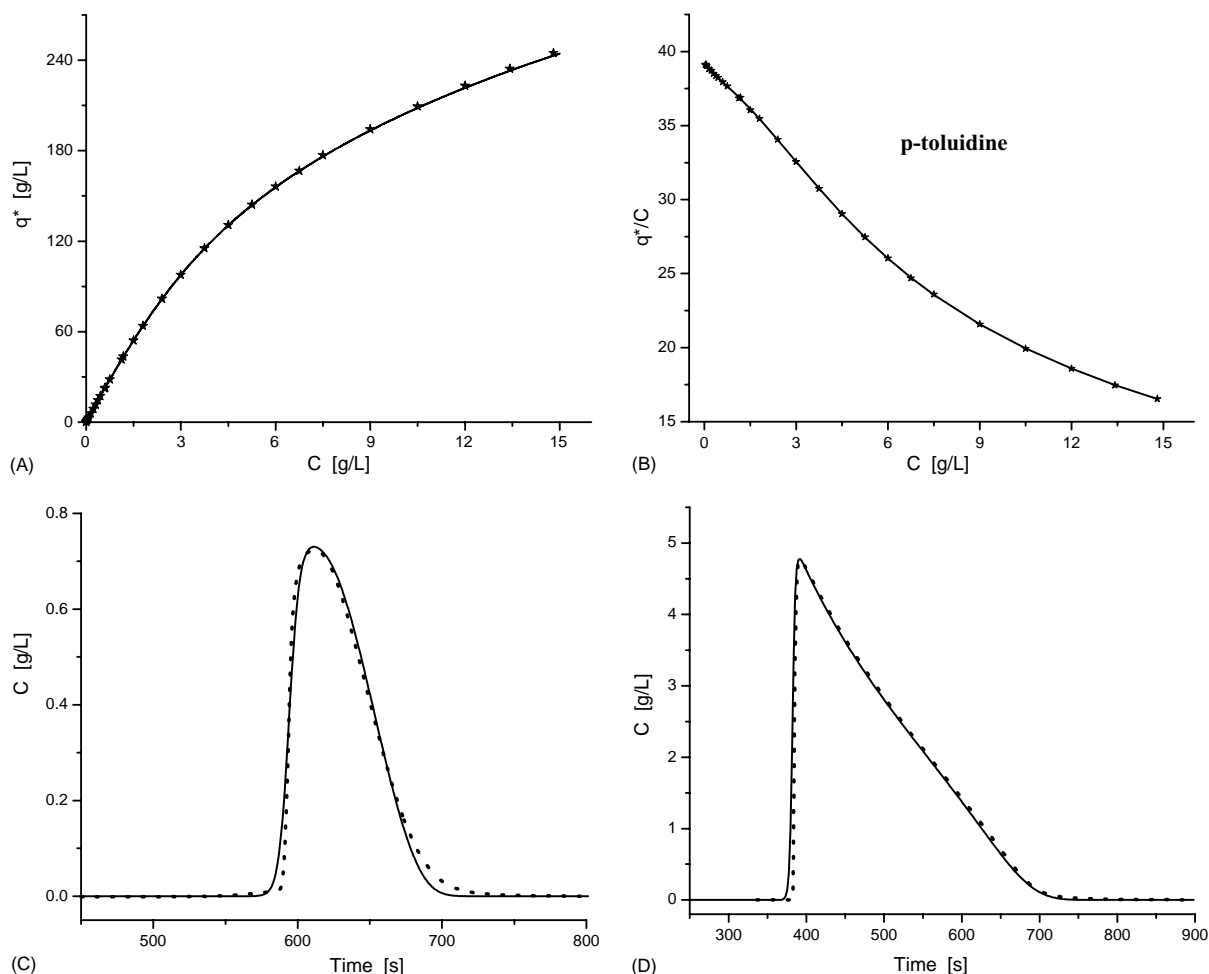 240
180
120
60
0
q* [g/L]
0 3 6 9 12 15
(A) C [g/L]
40
35
30
25
20
15
q*/C
p-toluidine
0 3 6 9 12 15
(B) C [g/L]
0.8
0.6
0.4
0.2
0.0
C [g/L]
500 600 700 800
(C) Time [s]
5
4
3
2
1
0
C [g/L]
300 400 500 600 700 800 900
(D) Time [s]